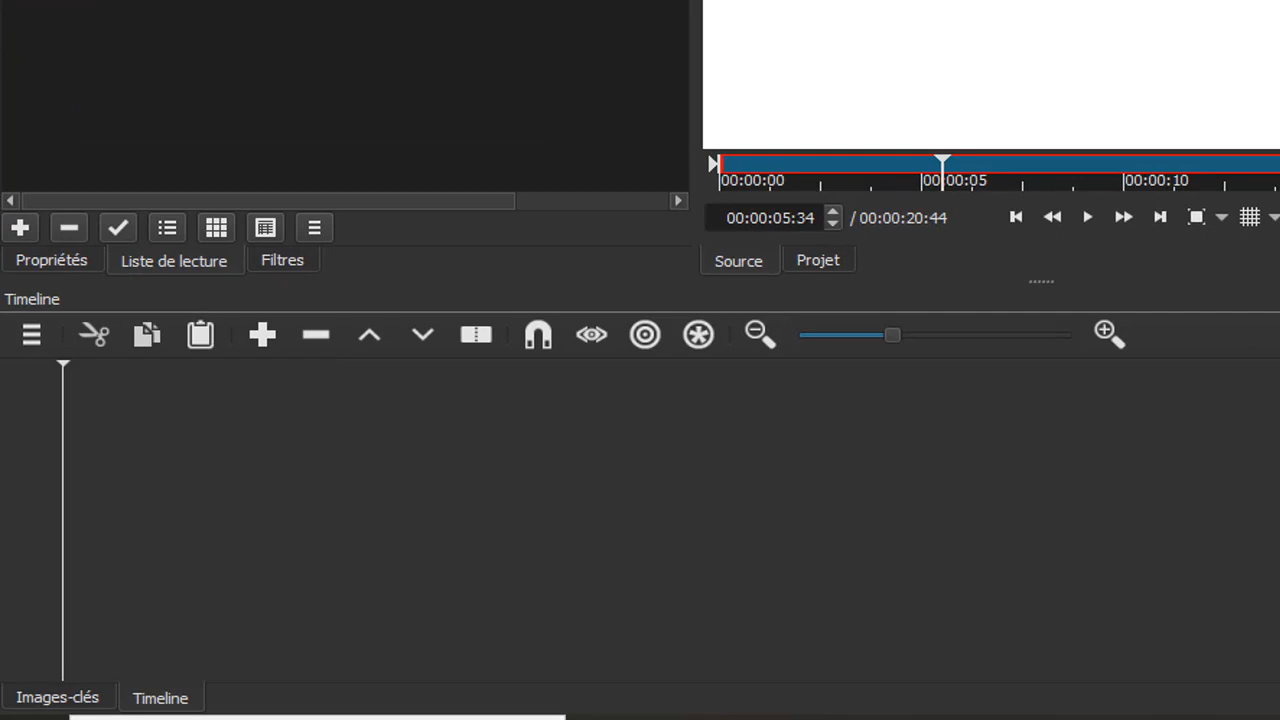 00:00:00 00:00:05 00:00:10
00:00:05:34 / 00:00:20:44
Propriétés Liste de lecture Filtres
Source Projet
Timeline
Images-clés Timeline